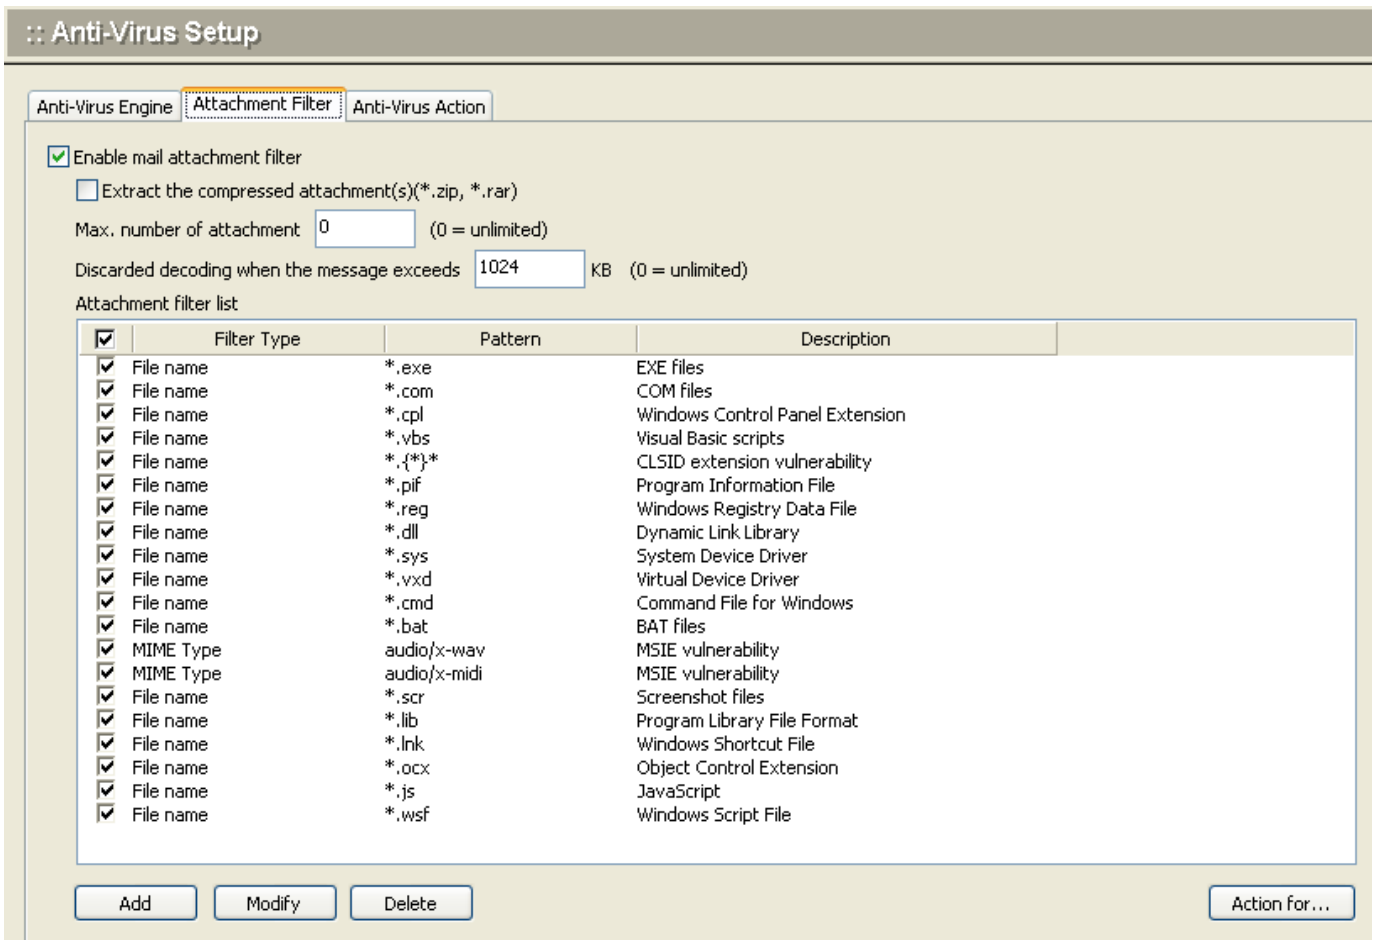 :: Anti-Virus Setup
Anti-Virus Engine Attachment Filter Anti-Virus Action
Enable mail attachment filter
Extract the compressed attachment(s)(*.zip, *.rar)
Max. number of attachment 0 (0 = unlimited)
Discarded decoding when the message exceeds 1024 KB (0 = unlimited)
Attachment filter list
Filter Type Pattern Description
File name *.exe EXE files
File name *.com COM files
File name *.cpl Windows Control Panel Extension
File name *.vbs Visual Basic scripts
File name *.{*}* CLSID extension vulnerability
File name *.pif Program Information File
File name *.reg Windows Registry Data File
File name *.dll Dynamic Link Library
File name *.sys System Device Driver
File name *.vxd Virtual Device Driver
File name *.cmd Command File for Windows
File name *.bat BAT files
MIME Type audio/x-wav MSIE vulnerability
MIME Type audio/x-midi MSIE vulnerability
File name *.scr Screenshot files
File name *.lib Program Library File Format
File name *.lnk Windows Shortcut File
File name *.ocx Object Control Extension
File name *.js JavaScript
File name *.wsf Windows Script File
Add Modify Delete Action for...